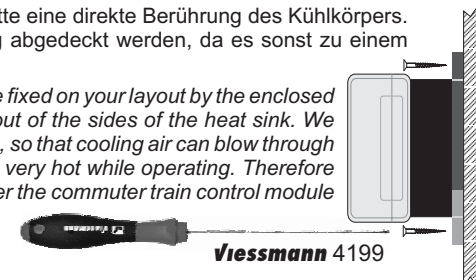 tte eine direkte Berührung des Kühlkörpers.
g abgedeckt werden, da es sonst zu einem
e fixed on your layout by the enclosed
out of the sides of the heat sink. We
, so that cooling air can blow through
very hot while operating. Therefore
er the commuter train control module
viessmann 4199